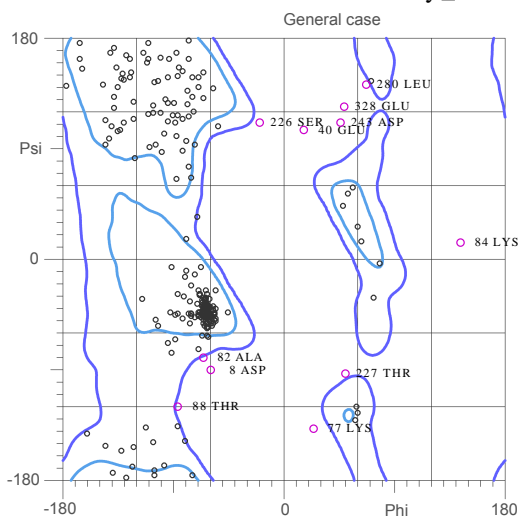 General case
180
280 LEU
328 GLU
226 SER
243 ASP
40 GLU
Psi
84 LYS
0
82 ALA
8 ASP
227 THR
88 THR
77 LYS
-180
-180
0
Phi
180